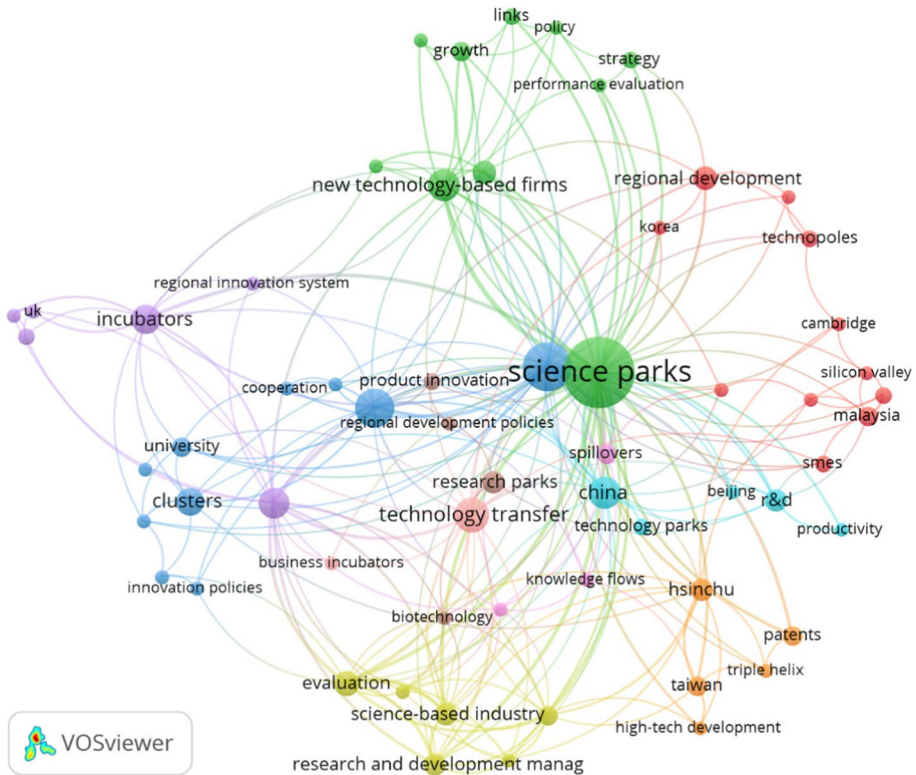 links
policy
growth
strategy
performance evaluation
new technology-based firms
regional development
korea
technopoles
regional innovation system
uk
incubators
cambridge
science parks
silicon valley
product innovation
cooperation
malaysia
regional development policies
university
spillovers
smes
research parks
china
beijing
r&d
clusters
technology transfer
technology parks
productivity
business incubators
knowledge flows
innovation policies
hsinchu
biotechnology
patents
triple helix
evaluation
taiwan
science-based industry
high-tech development
research and development manag
VOSviewer